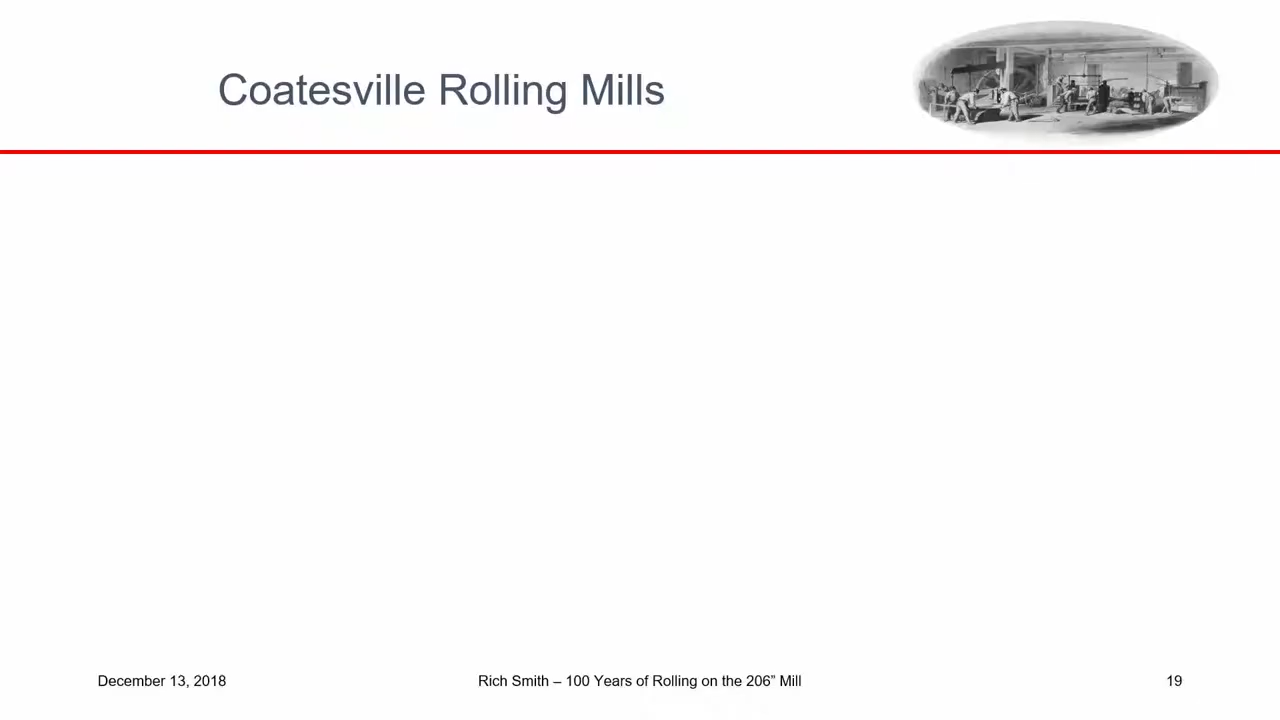 Coatesville Rolling Mills
December 13, 2018
Rich Smith – 100 Years of Rolling on the 206” Mill
19